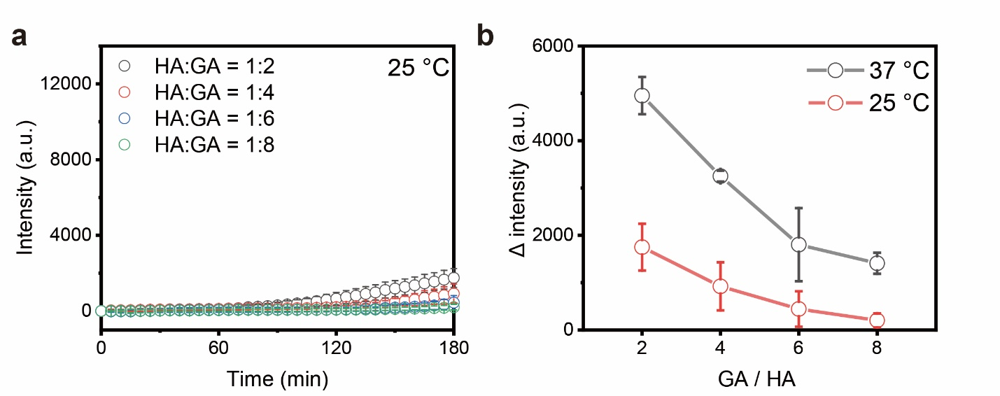 a
HA:GA = 1:2
25 °C
HA:GA = 1:4
HA:GA = 1:6
HA:GA = 1:8
12000
8000
4000
0
Intensity (a.u.)
0
60
120
180
Time (min)
b
37 °C
25 °C
6000
4000
2000
0
Δ intensity (a.u.)
2
4
6
8
GA / HA